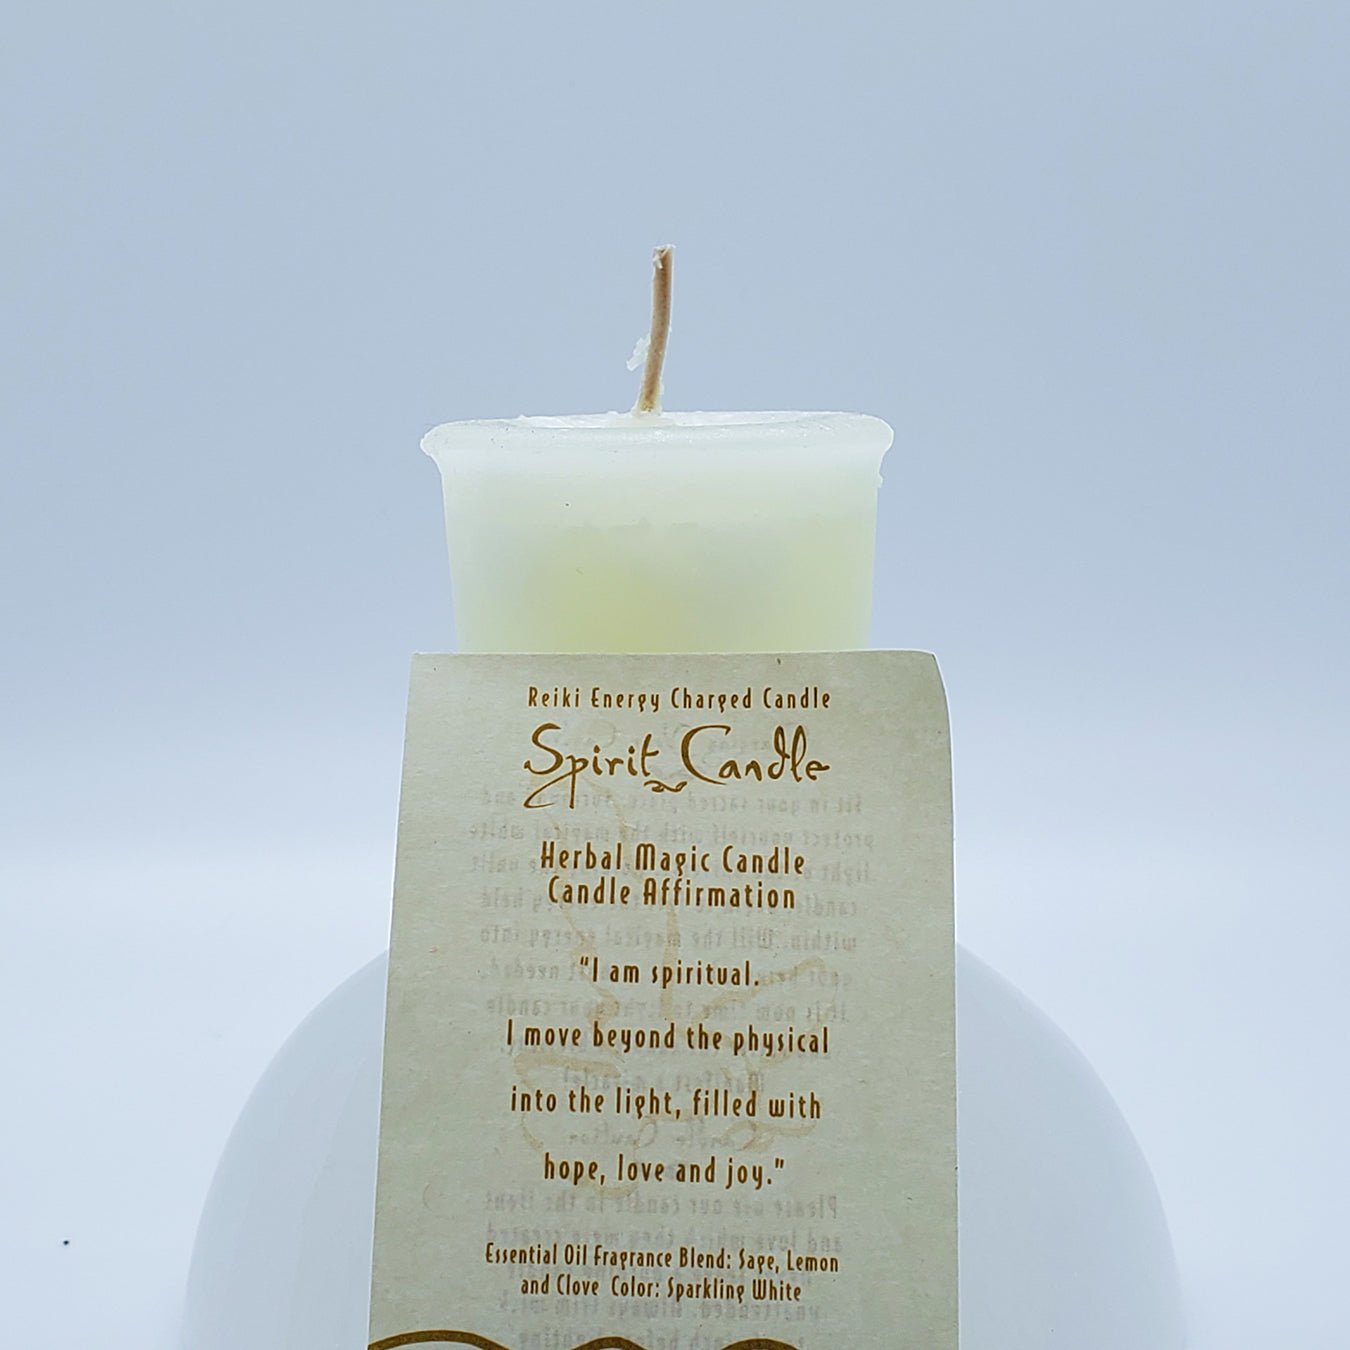 Reiki Energy Charged Candle
Spirit Candle
Herbal Magic Candle
Candle Affirmation
"I am spiritual.
I move beyond the physical
into the light, filled with
hope, love and joy."
Essential Oil Fragrance Blend: Sage, Lemon
and Clove Color: Sparkling White